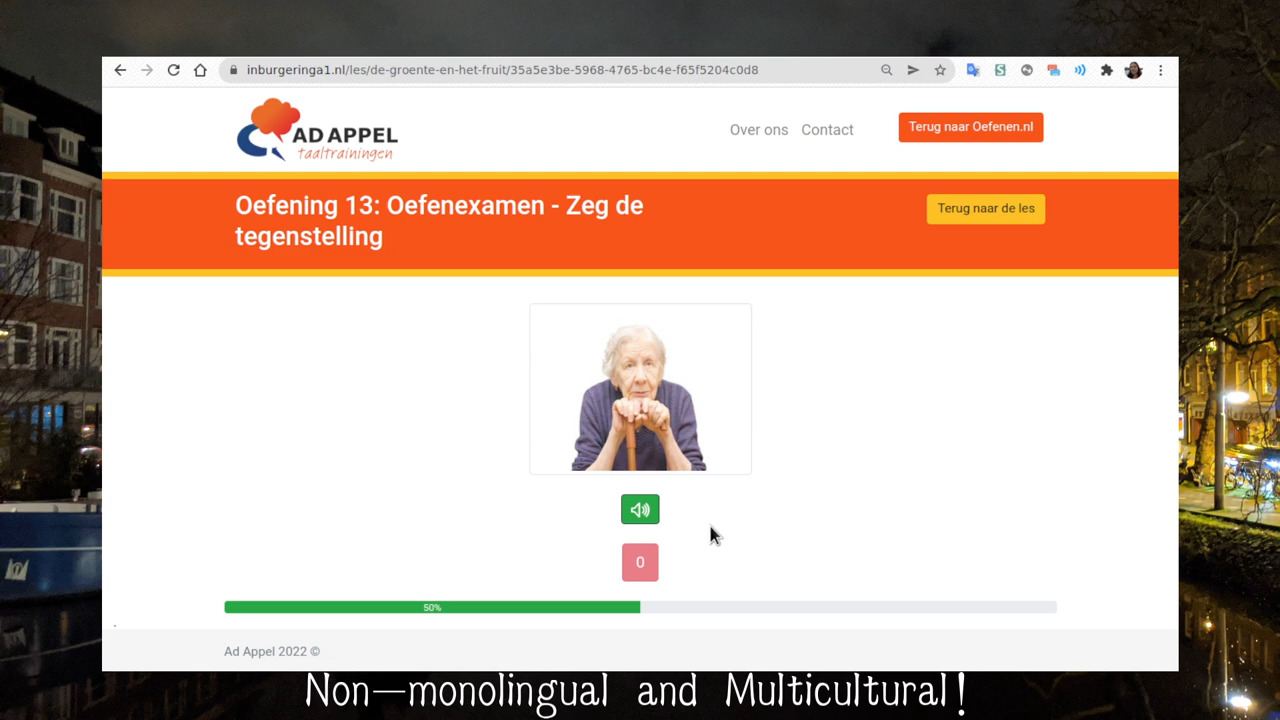 inburgeringa1.nl/les/de-groente-en-het-fruit/35a5e3be-5968-4765-bc4e-f65f5204c0d8
AD APPEL
taaltrainingen
Over ons
Contact
Terug naar Oefenen.nl
Oefening 13: Oefenexamen - Zeg de
tegenstelling
Terug naar de les
0
50%
Ad Appel 2022 ©
Non-monolingual and Multicultural!